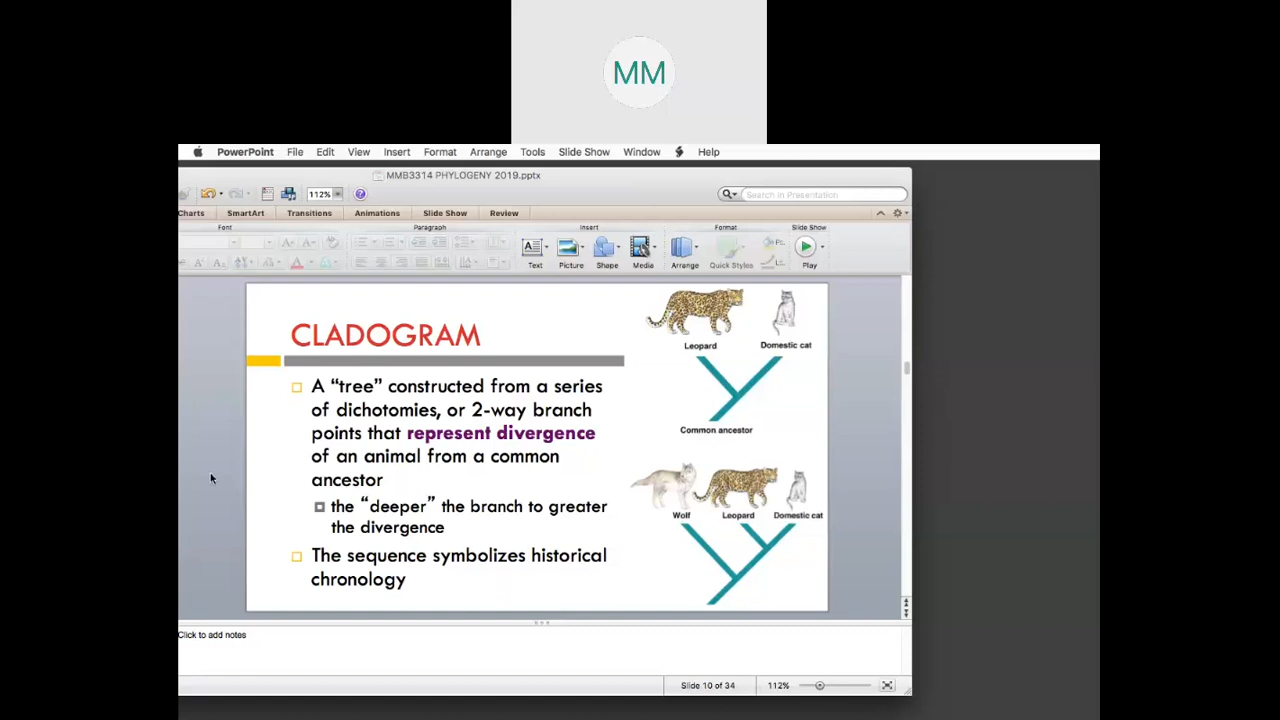 MM
PowerPoint File Edit View Insert Format Arrange Tools Slide Show Window Help
MMB3314 PHYLOGENY 2019.pptx
112% Search in Presentation
Charts SmartArt Transitions Animations Slide Show Review
Font Paragraph Insert Format Slide Show
Text Picture Shape Media Arrange Quick Styles Play
CLADOGRAM
A “tree” constructed from a series
of dichotomies, or 2-way branch
points that represent divergence
of an animal from a common
ancestor
the “deeper” the branch to greater
the divergence
The sequence symbolizes historical
chronology
Leopard Domestic cat
Common ancestor
Wolf Leopard Domestic cat
Click to add notes
Slide 10 of 34 112%